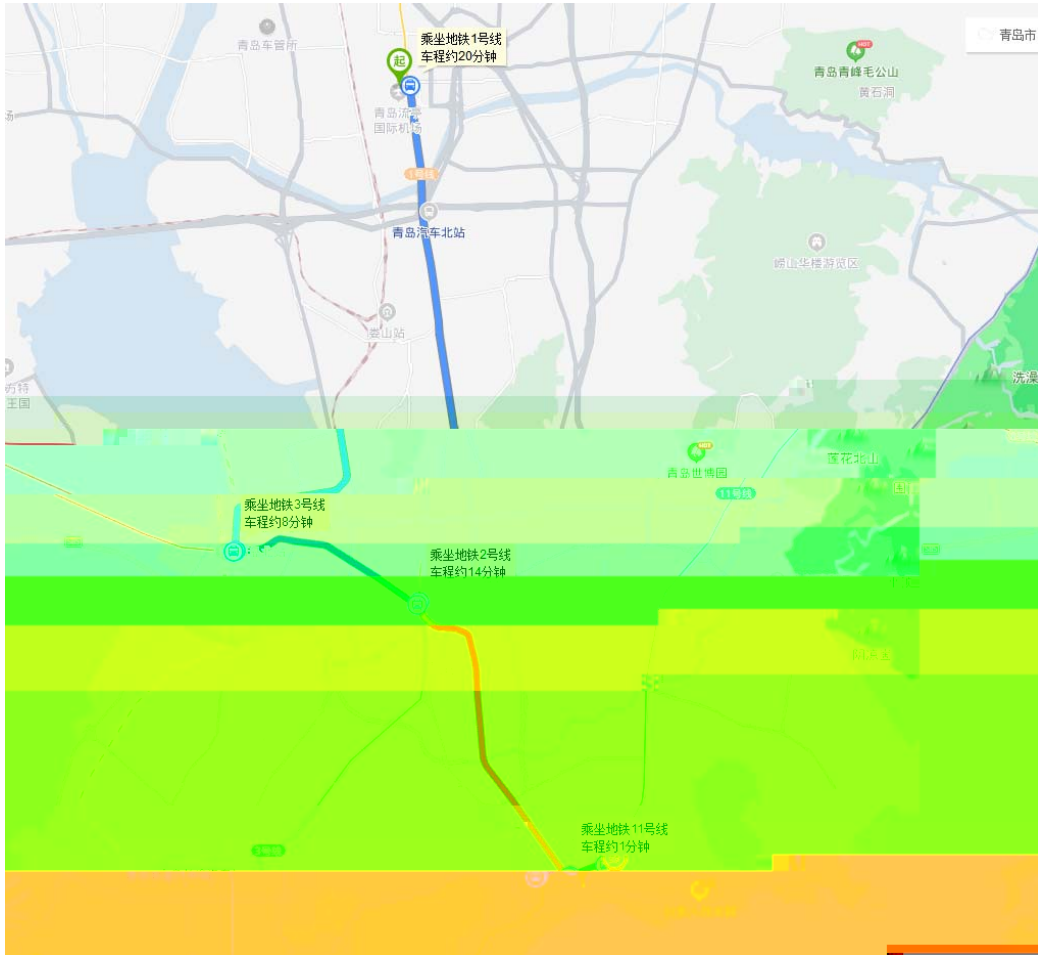 乘坐地铁1号线
车程约20分钟
青岛车管所
起
青岛市
青岛青峰毛公山
黄石洞
青岛流亭
国际机场
场
1号线
青岛汽车北站
崂山华楼游览区
娄山站
方特
王国
洗澡
青岛世博园
莲花北山
11号线
乘坐地铁3号线
车程约8分钟
乘坐地铁2号线
车程约14分钟
乘坐地铁11号线
车程约1分钟